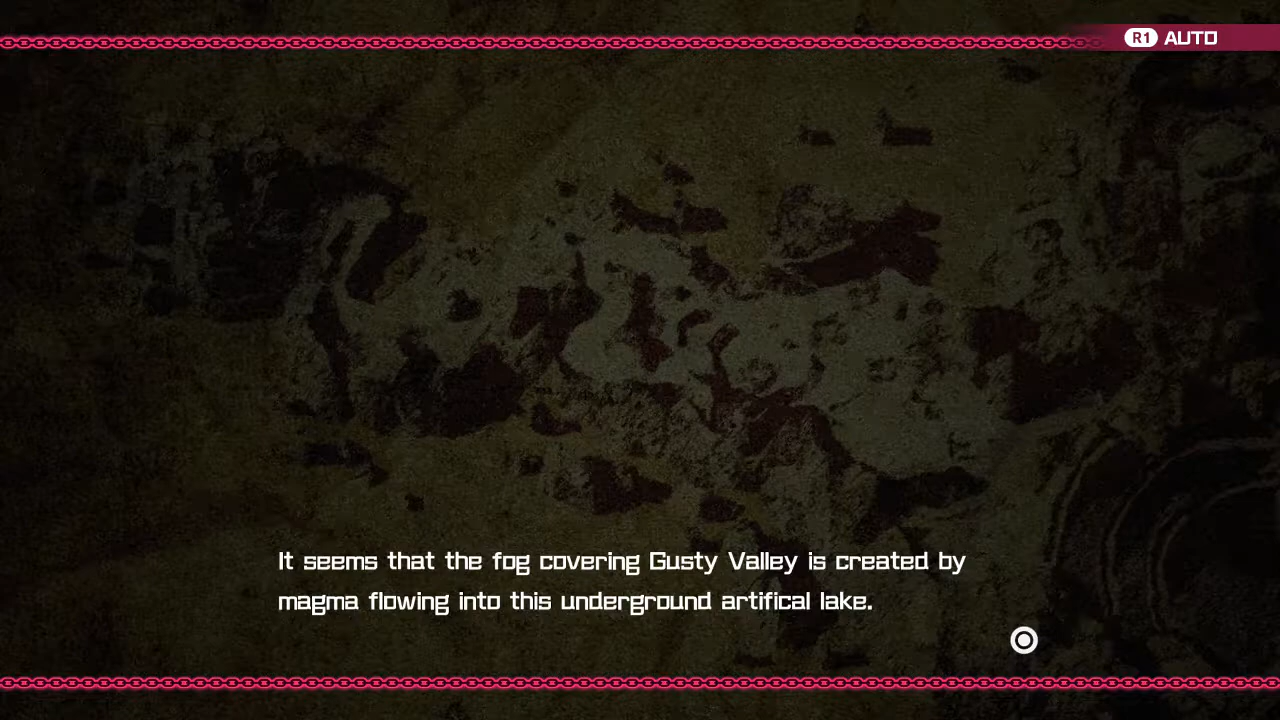 R1 AUTO
It seems that the fog covering Gusty Valley is created by
magma flowing into this underground artifical lake.